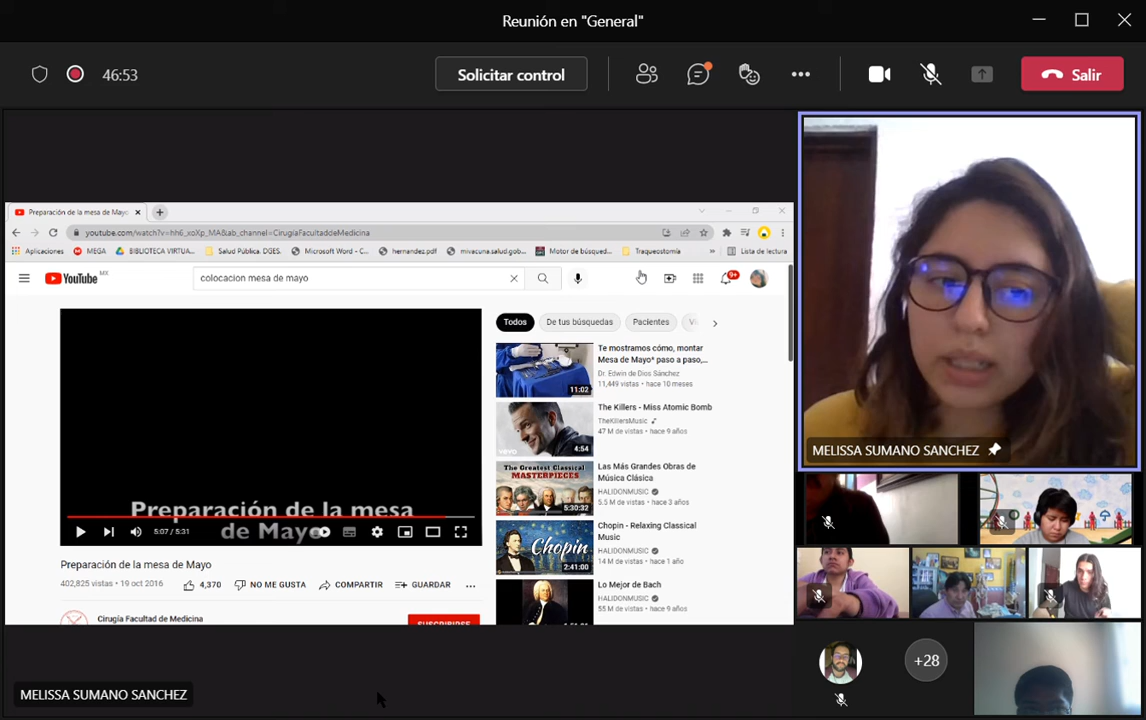 Reunión en "General"
46:53
Solicitar control
Salir
Preparación de la mesa de Mayo
youtube.com/watch?v=hh6_xoXp_MA&ab_channel=CirugíaFacultaddeMedicina
Aplicaciones
MEGA
BIBLIOTECA VIRTUA...
Salud Pública. DGES.
Microsoft Word - C...
hernandez.pdf
mivacuna.salud.gob...
Motor de búsqued...
Traqueostomía
»
Lista de lectura
YouTube MX
colocacion mesa de mayo
9+
Preparación de la mesa
de Mayo
5:07 / 5:31
Preparación de la mesa de Mayo
402,825 vistas • 19 oct 2016
4,370
NO ME GUSTA
COMPARTIR
GUARDAR
...
Cirugía Facultad de Medicina
SUSCRIBIRSE
Todos
De tus búsquedas
Pacientes
Te mostramos cómo, montar
Mesa de Mayo* paso a paso,...
Dr. Edwin de Dios Sánchez
11,449 vistas • hace 10 meses
11:02
The Killers - Miss Atomic Bomb
TheKillersMusic
47 M de vistas • hace 9 años
vevo
4:54
Las Más Grandes Obras de
Música Clásica
HALIDONMUSIC
5.5 M de vistas • hace 3 años
The Greatest Classical
MASTERPIECES
5:30:32
Chopin - Relaxing Classical
Music
HALIDONMUSIC
14 M de vistas • hace 1 año
Chopin
2:41:00
Lo Mejor de Bach
HALIDONMUSIC
55 M de vistas • hace 9 años
MELISSA SUMANO SANCHEZ
+28
MELISSA SUMANO SANCHEZ